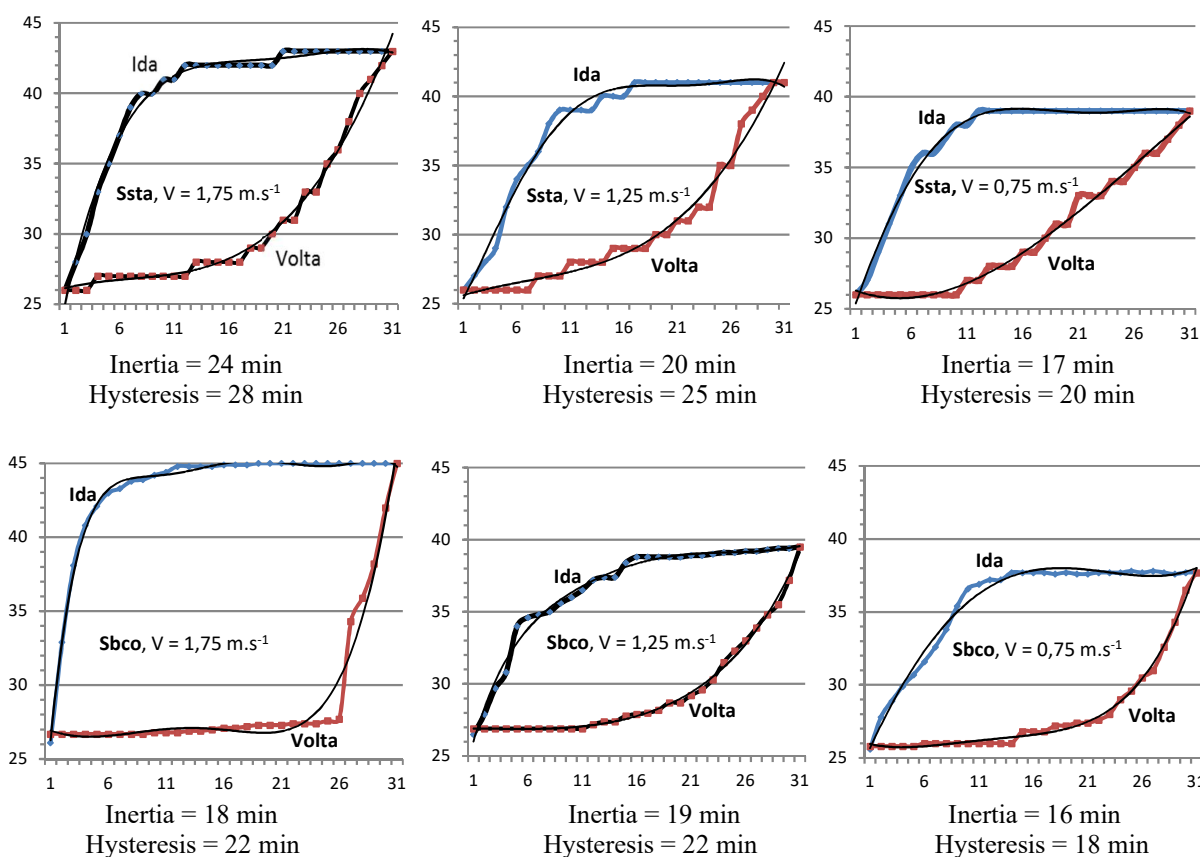 45
40
35
30
25
Ida
Ssta, V = 1,75 m.s⁻¹
Volta
1 6 11 16 21 26 31
Inertia = 24 min
Hysteresis = 28 min
45
40
35
30
25
Ida
Ssta, V = 1,25 m.s⁻¹
Volta
1 6 11 16 21 26 31
Inertia = 20 min
Hysteresis = 25 min
45
40
35
30
25
Ida
Ssta, V = 0,75 m.s⁻¹
Volta
1 6 11 16 21 26 31
Inertia = 17 min
Hysteresis = 20 min
45
40
35
30
25
Ida
Sbco, V = 1,75 m.s⁻¹
Volta
1 6 11 16 21 26 31
Inertia = 18 min
Hysteresis = 22 min
45
40
35
30
25
Ida
Sbco, V = 1,25 m.s⁻¹
Volta
1 6 11 16 21 26 31
Inertia = 19 min
Hysteresis = 22 min
45
40
35
30
25
Ida
Sbco, V = 0,75 m.s⁻¹
Volta
1 6 11 16 21 26 31
Inertia = 16 min
Hysteresis = 18 min